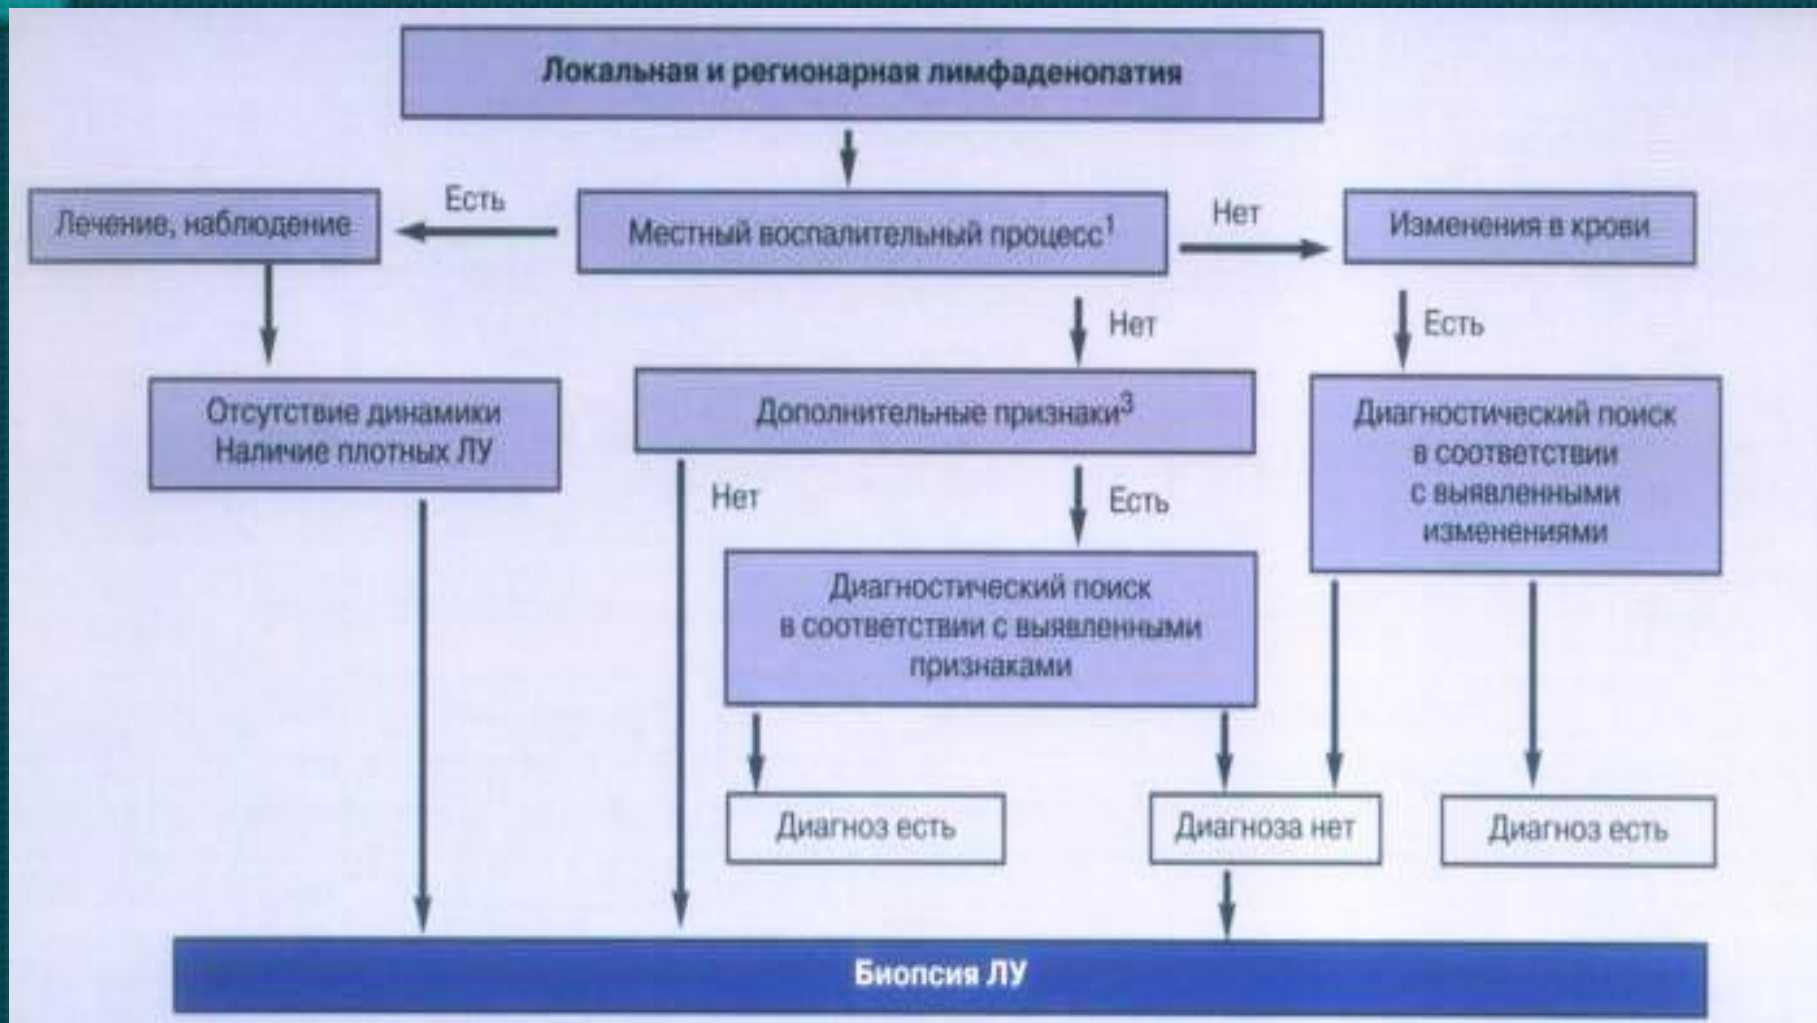 Локальная и регионарная лимфаденопатия
Есть
Лечение, наблюдение
Местный воспалительный процесс¹
Нет
Изменения в крови
Нет
Есть
Отсутствие динамики
Наличие плотных ЛУ
Дополнительные признаки³
Диагностический поиск
в соответствии
с выявленными
изменениями
Нет
Есть
Диагностический поиск
в соответствии с выявленными
признаками
Диагноз есть
Диагноза нет
Диагноз есть
Биопсия ЛУ